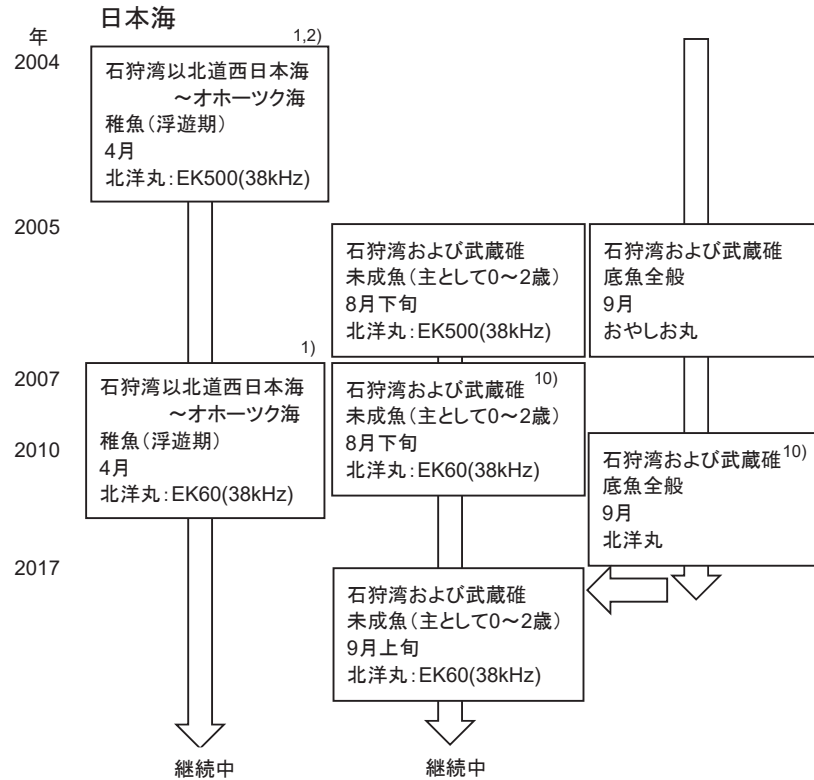 日本海
年
2004
2005
2007
2010
2017
1,2)
石狩湾以北道西日本海
～オホーツク海
稚魚（浮遊期）
4月
北洋丸：EK500(38kHz)
1)
石狩湾以北道西日本海
～オホーツク海
稚魚（浮遊期）
4月
北洋丸：EK60(38kHz)
継続中
石狩湾および武蔵碓
未成魚（主として0～2歳）
8月下旬
北洋丸：EK500(38kHz)
石狩湾および武蔵碓 10)
未成魚（主として0～2歳）
8月下旬
北洋丸：EK60(38kHz)
石狩湾および武蔵碓
未成魚（主として0～2歳）
9月上旬
北洋丸：EK60(38kHz)
継続中
石狩湾および武蔵碓
底魚全般
9月
おやしお丸
石狩湾および武蔵碓10)
底魚全般
9月
北洋丸